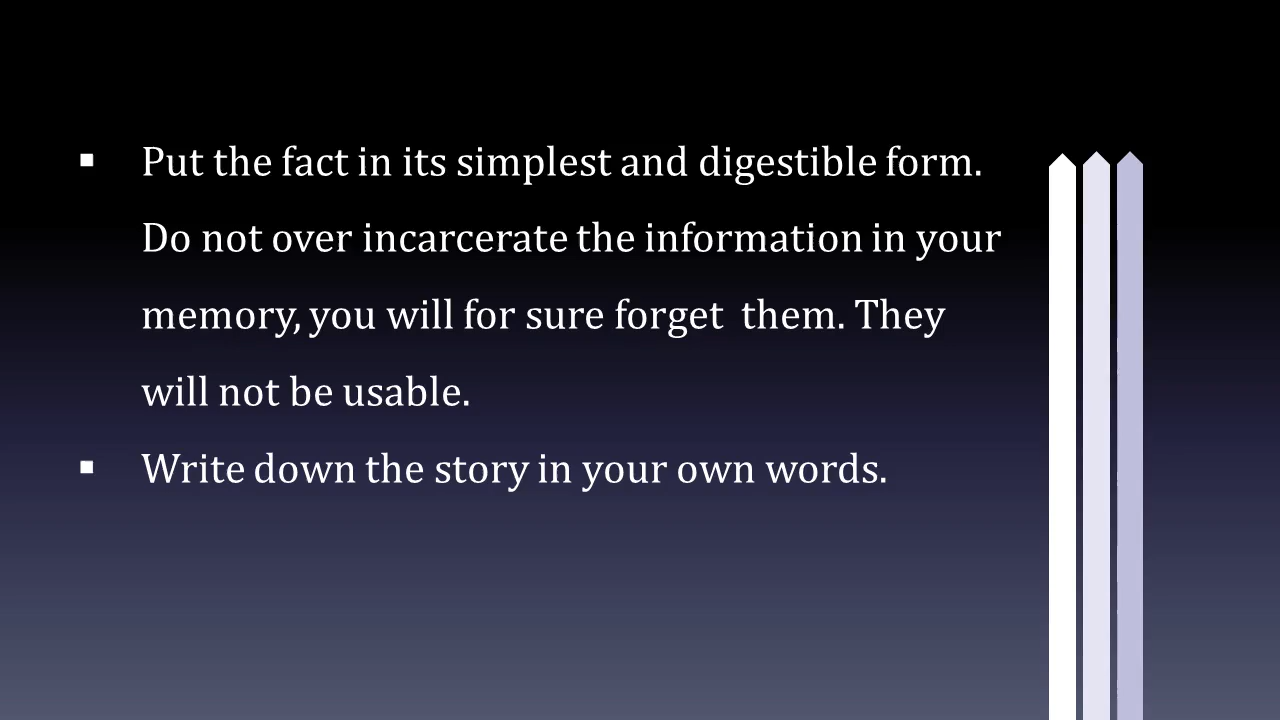 ▪ Put the fact in its simplest and digestible form.
Do not over incarcerate the information in your
memory, you will for sure forget  them. They
will not be usable.
▪ Write down the story in your own words.